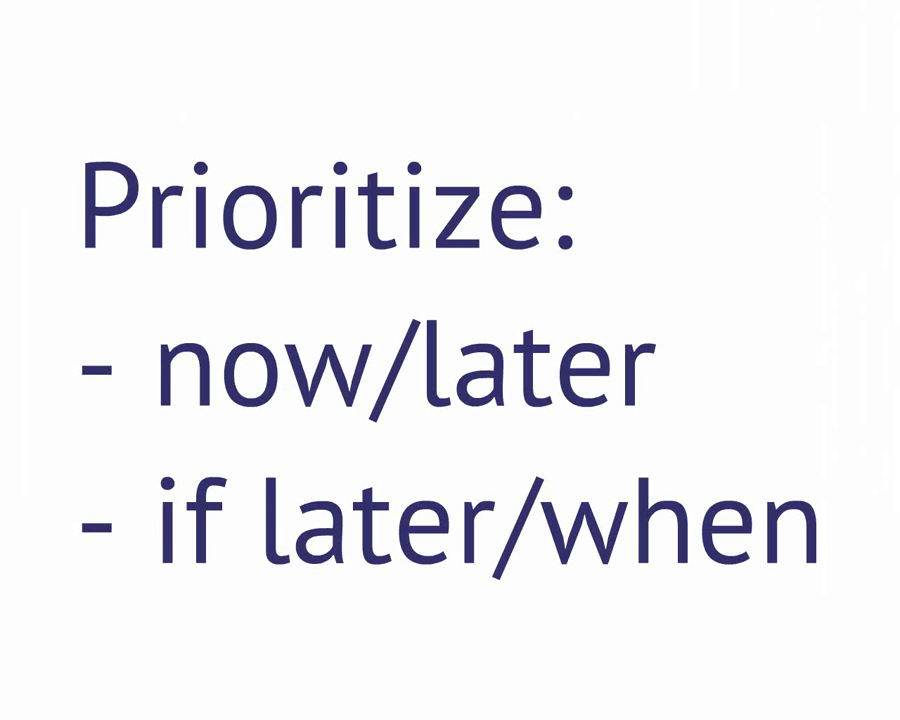 Prioritize:
- now/later
- if later/when